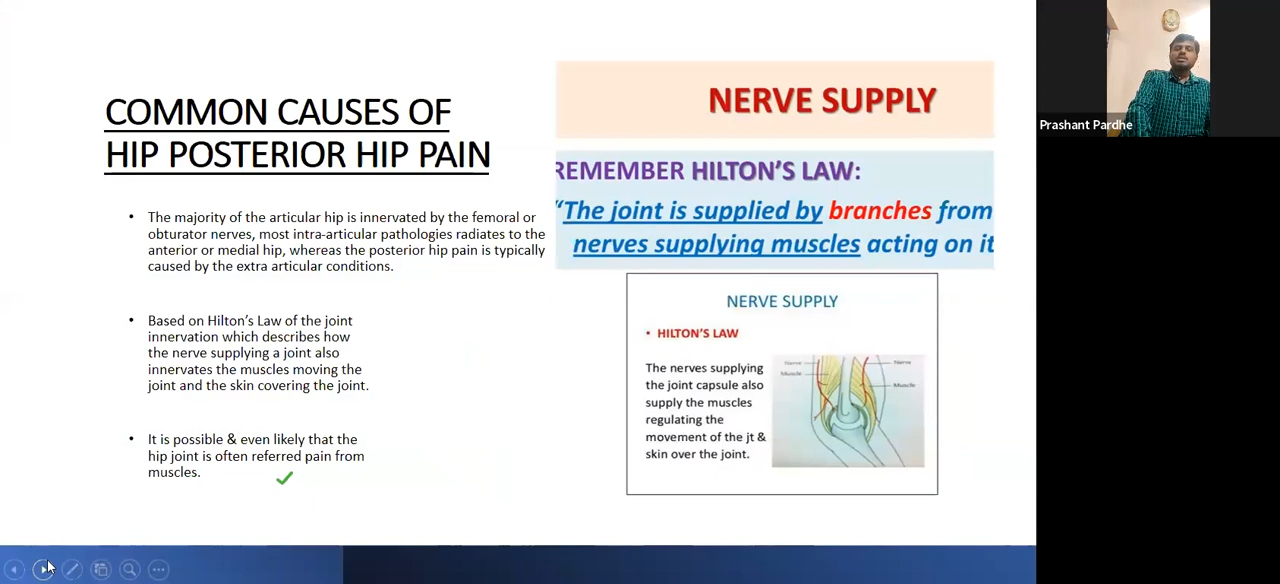 COMMON CAUSES OF
HIP POSTERIOR HIP PAIN
• The majority of the articular hip is innervated by the femoral or
obturator nerves, most intra-articular pathologies radiates to the
anterior or medial hip, whereas the posterior hip pain is typically
caused by the extra articular conditions.
• Based on Hilton's Law of the joint
innervation which describes how
the nerve supplying a joint also
innervates the muscles moving the
joint and the skin covering the joint.
• It is possible & even likely that the
hip joint is often referred pain from
muscles.
NERVE SUPPLY
REMEMBER HILTON'S LAW:
"The joint is supplied by branches from
nerves supplying muscles acting on it
NERVE SUPPLY
• HILTON'S LAW
The nerves supplying
the joint capsule also
supply the muscles
regulating the
movement of the jt &
skin over the joint.
Nerve
Muscle
Nerve
Muscle
Prashant Pardhe